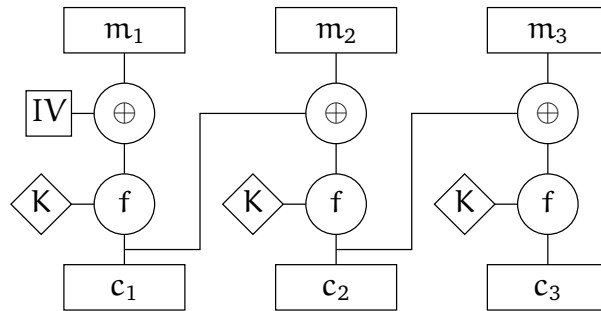 m₁ m₂ m₃
IV ⊕ ⊕ ⊕
K f K f K f
c₁ c₂ c₃